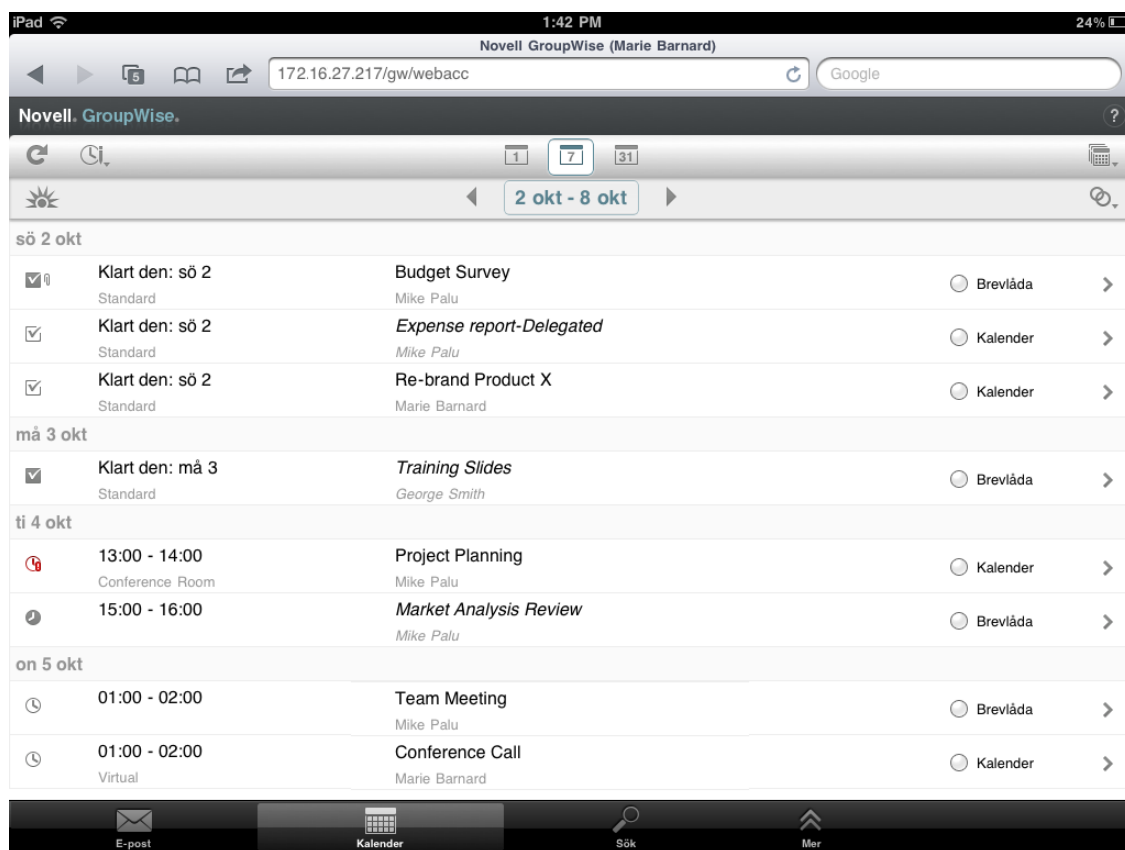 iPad 1:42 PM 24%
Novell GroupWise (Marie Barnard)
5 172.16.27.217/gw/webacc Google
Novell. GroupWise. ?
1 7 31
2 okt - 8 okt
sö 2 okt
Klart den: sö 2 Budget Survey
Standard Mike Palu Brevlåda
Klart den: sö 2 Expense report-Delegated
Standard Mike Palu Kalender
Klart den: sö 2 Re-brand Product X
Standard Marie Barnard Kalender
må 3 okt
Klart den: må 3 Training Slides
Standard George Smith Brevlåda
ti 4 okt
13:00 - 14:00 Project Planning
Conference Room Mike Palu Kalender
15:00 - 16:00 Market Analysis Review
Mike Palu Brevlåda
on 5 okt
01:00 - 02:00 Team Meeting
Mike Palu Brevlåda
01:00 - 02:00 Conference Call
Virtual Marie Barnard Kalender
E-post Kalender Sök Mer